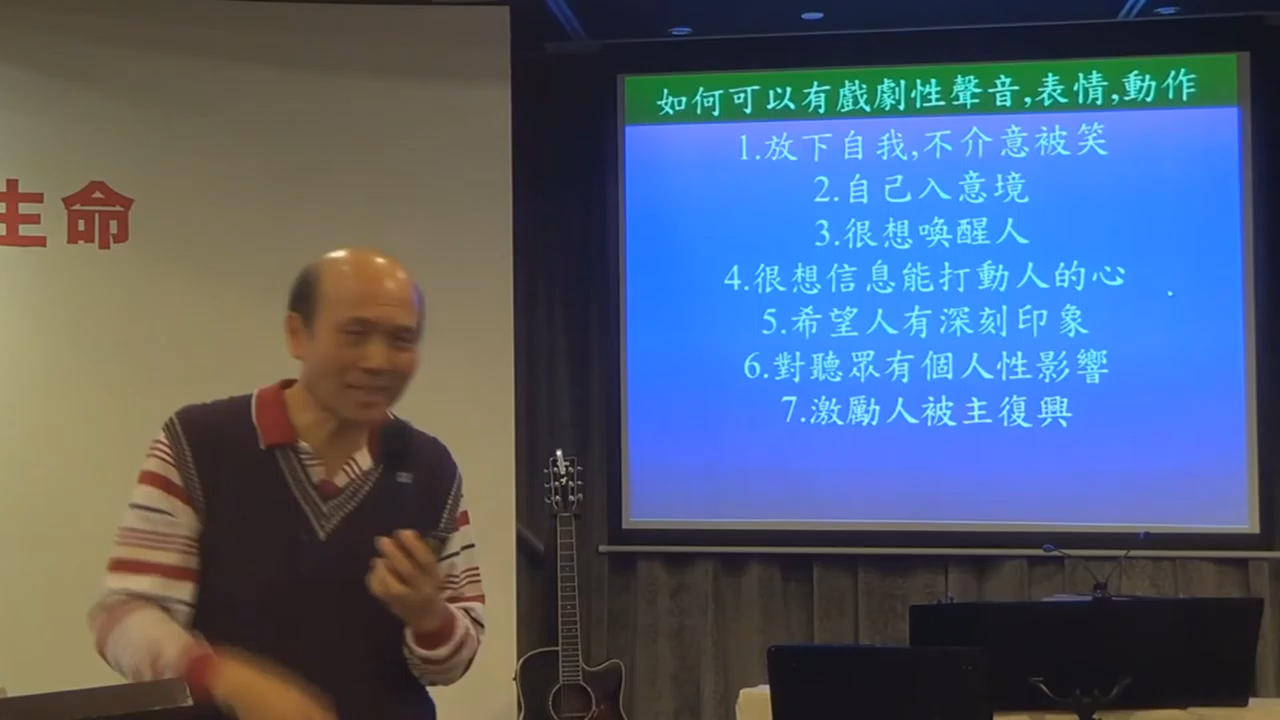 生命
如何可以有戲劇性聲音,表情,動作
1.放下自我,不介意被笑
2.自己入意境
3.很想喚醒人
4.很想信息能打動人的心
5.希望人有深刻印象
6.對聽眾有個人性影響
7.激勵人被主復興